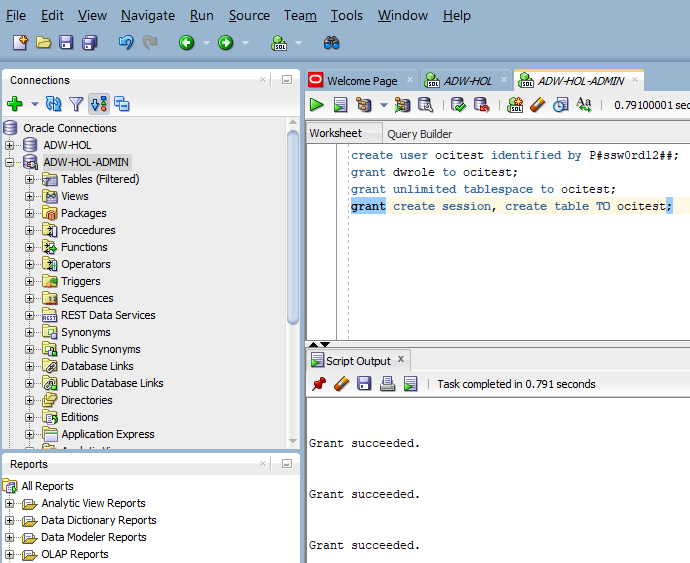 File Edit View Navigate Run Source Team Tools Window Help
Connections
Oracle Connections
ADW-HOL
ADW-HOL-ADMIN
Tables (Filtered)
Views
Packages
Procedures
Functions
Operators
Triggers
Sequences
REST Data Services
Synonyms
Public Synonyms
Database Links
Public Database Links
Directories
Editions
Application Express
Reports
All Reports
Analytic View Reports
Data Dictionary Reports
Data Modeler Reports
OLAP Reports
Welcome Page ADW-HOL ADW-HOL-ADMIN
0.79100001 sec
Worksheet Query Builder
create user ocitest identified by P#ssw0rd12##;
grant dwrole to ocitest;
grant unlimited tablespace to ocitest;
grant create session, create table TO ocitest;
Script Output x
Task completed in 0.791 seconds
Grant succeeded.
Grant succeeded.
Grant succeeded.